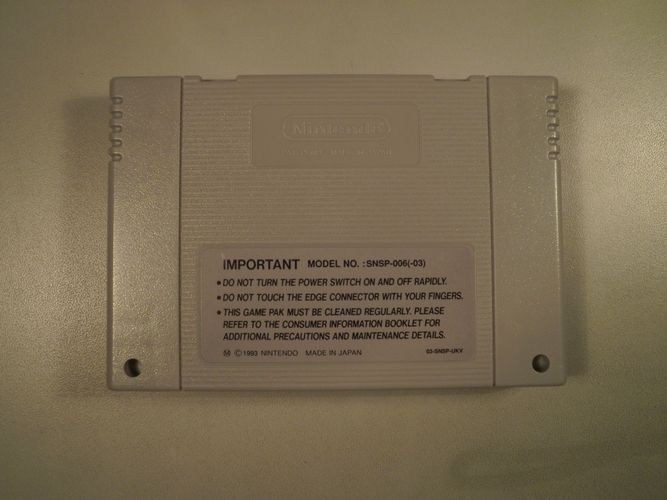 Nintendo®
IMPORTANT MODEL NO. :SNSP-006(-03)
• DO NOT TURN THE POWER SWITCH ON AND OFF RAPIDLY.
• DO NOT TOUCH THE EDGE CONNECTOR WITH YOUR FINGERS.
• THIS GAME PAK MUST BE CLEANED REGULARLY. PLEASE
REFER TO THE CONSUMER INFORMATION BOOKLET FOR
ADDITIONAL PRECAUTIONS AND MAINTENANCE DETAILS.
Ⓜ ©1993 NINTENDO MADE IN JAPAN 03-SNSP-UKV